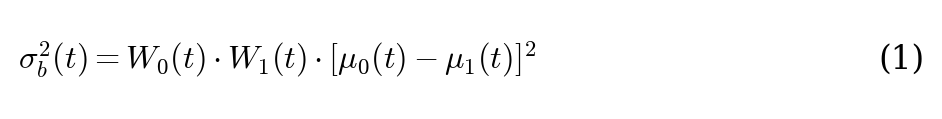 σ_b^2(t) = W_0(t) · W_1(t) · [μ_0(t) − μ_1(t)]^2 (1)